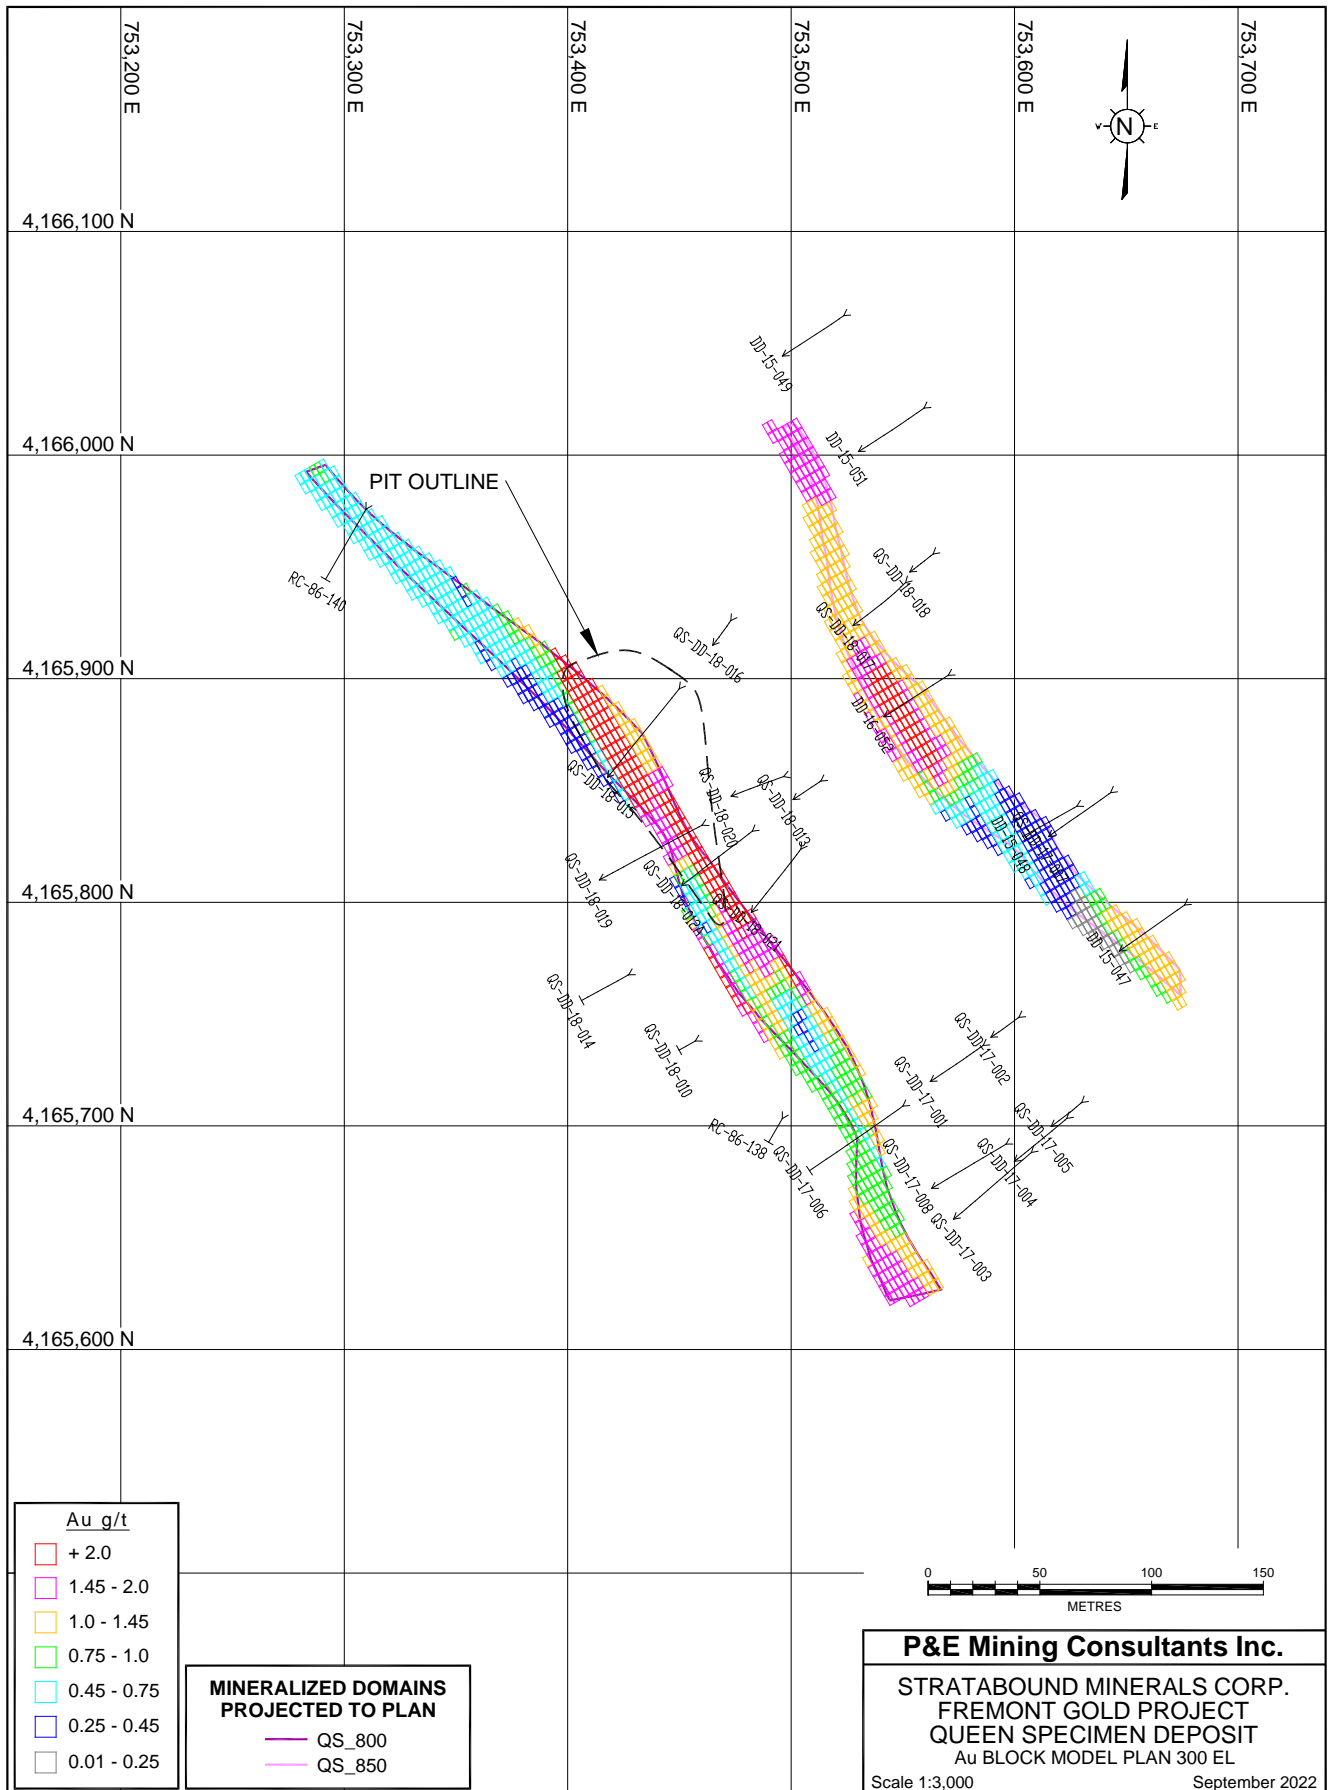 753,200 E
753,300 E
753,400 E
753,500 E
753,600 E
753,700 E
W
N
E
4,166,100 N
4,166,000 N
4,165,900 N
4,165,800 N
4,165,700 N
4,165,600 N
DD-15-049
DD-15-051
PIT OUTLINE
RC-86-140
QS-DD-18-018
QS-DD-18-017
QS-DD-18-016
DD-16-052
QS-DD-18-015
QS-DD-18-020
QS-DD-18-013
DD-15-048
QS-DD-18-019
QS-DD-18-012A
QS-DD-18-021
DD-15-047
QS-DD-18-014
QS-DD-18-010
QS-DD-17-002
QS-DD-17-001
RC-86-138
QS-DD-17-006
QS-DD-17-008
QS-DD-17-005
QS-DD-17-004
QS-DD-17-003
Au g/t
+ 2.0
1.45 - 2.0
1.0 - 1.45
0.75 - 1.0
0.45 - 0.75
0.25 - 0.45
0.01 - 0.25
MINERALIZED DOMAINS
PROJECTED TO PLAN
QS_800
QS_850
0 50 100 150
METRES
P&E Mining Consultants Inc.
STRATABOUND MINERALS CORP.
FREMONT GOLD PROJECT
QUEEN SPECIMEN DEPOSIT
Au BLOCK MODEL PLAN 300 EL
Scale 1:3,000 September 2022